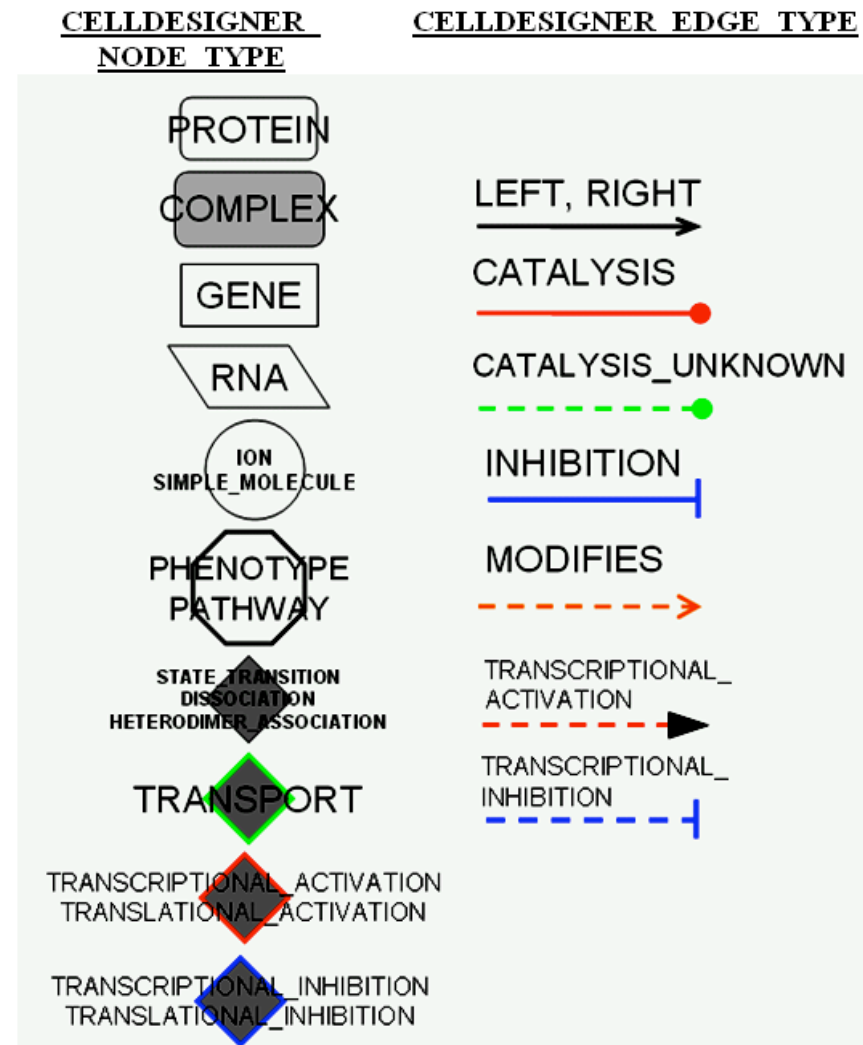 CELLDESIGNER
NODE TYPE
CELLDESIGNER EDGE TYPE
PROTEIN
COMPLEX
GENE
RNA
ION
SIMPLE_MOLECULE
PHENOTYPE
PATHWAY
STATE_TRANSITION
DISSOCIATION
HETERODIMER_ASSOCIATION
TRANSPORT
TRANSCRIPTIONAL_ACTIVATION
TRANSLATIONAL_ACTIVATION
TRANSCRIPTIONAL_INHIBITION
TRANSLATIONAL_INHIBITION
LEFT, RIGHT
CATALYSIS
CATALYSIS_UNKNOWN
INHIBITION
MODIFIES
TRANSCRIPTIONAL_
ACTIVATION
TRANSCRIPTIONAL_
INHIBITION